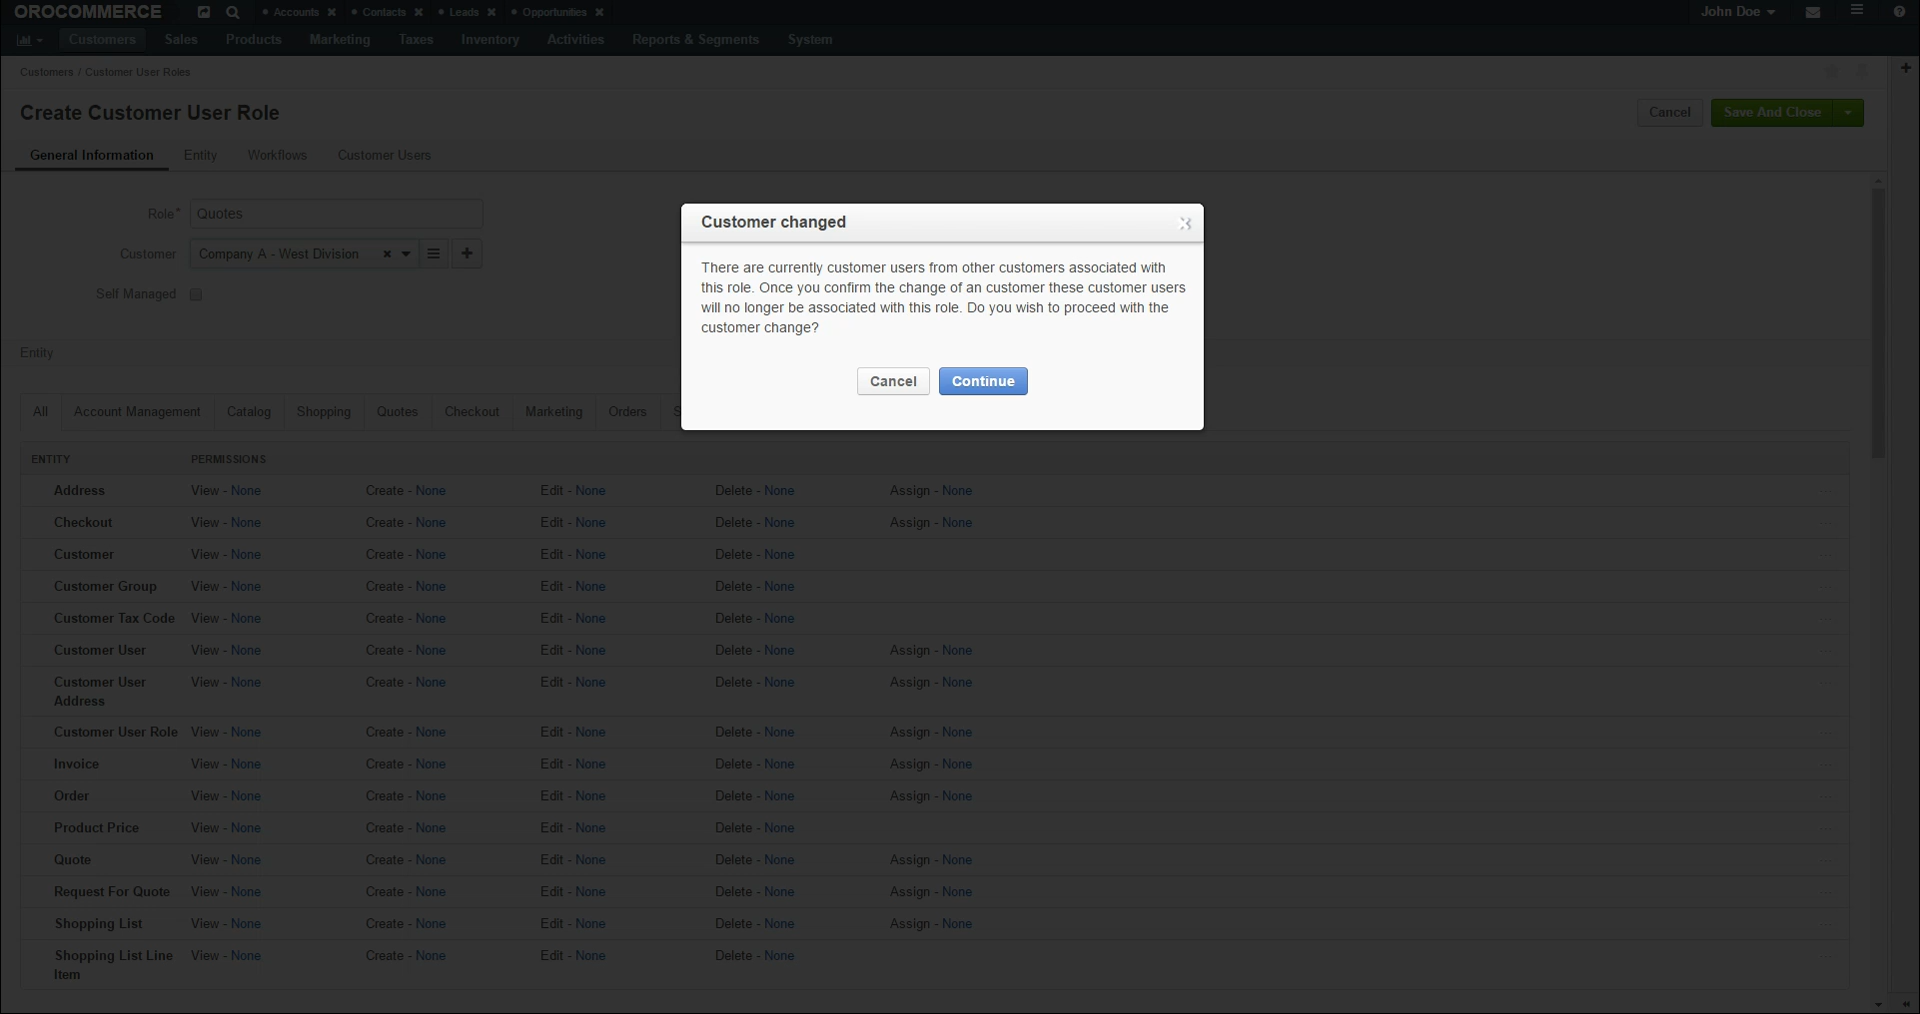 OROCOMMERCE
Accounts Contacts Leads Opportunities
John Doe
Customers Sales Products Marketing Taxes Inventory Activities Reports & Segments System
Customers / Customer User Roles
Create Customer User Role
Cancel Save And Close
General Information Entity Workflows Customer Users
Role* Quotes
Customer Company A - West Division
Self Managed
Customer changed
There are currently customer users from other customers associated with
this role. Once you confirm the change of an customer these customer users
will no longer be associated with this role. Do you wish to proceed with the
customer change?
Cancel Continue
Entity
All Account Management Catalog Shopping Quotes Checkout Marketing Orders
ENTITY PERMISSIONS
Address View - None Create - None Edit - None Delete - None Assign - None
Checkout View - None Create - None Edit - None Delete - None Assign - None
Customer View - None Create - None Edit - None Delete - None
Customer Group View - None Create - None Edit - None Delete - None
Customer Tax Code View - None Create - None Edit - None Delete - None
Customer User View - None Create - None Edit - None Delete - None Assign - None
Customer User View - None Create - None Edit - None Delete - None Assign - None
Address
Customer User Role View - None Create - None Edit - None Delete - None Assign - None
Invoice View - None Create - None Edit - None Delete - None Assign - None
Order View - None Create - None Edit - None Delete - None Assign - None
Product Price View - None Create - None Edit - None Delete - None
Quote View - None Create - None Edit - None Delete - None Assign - None
Request For Quote View - None Create - None Edit - None Delete - None Assign - None
Shopping List View - None Create - None Edit - None Delete - None Assign - None
Shopping List Line View - None Create - None Edit - None Delete - None
Item